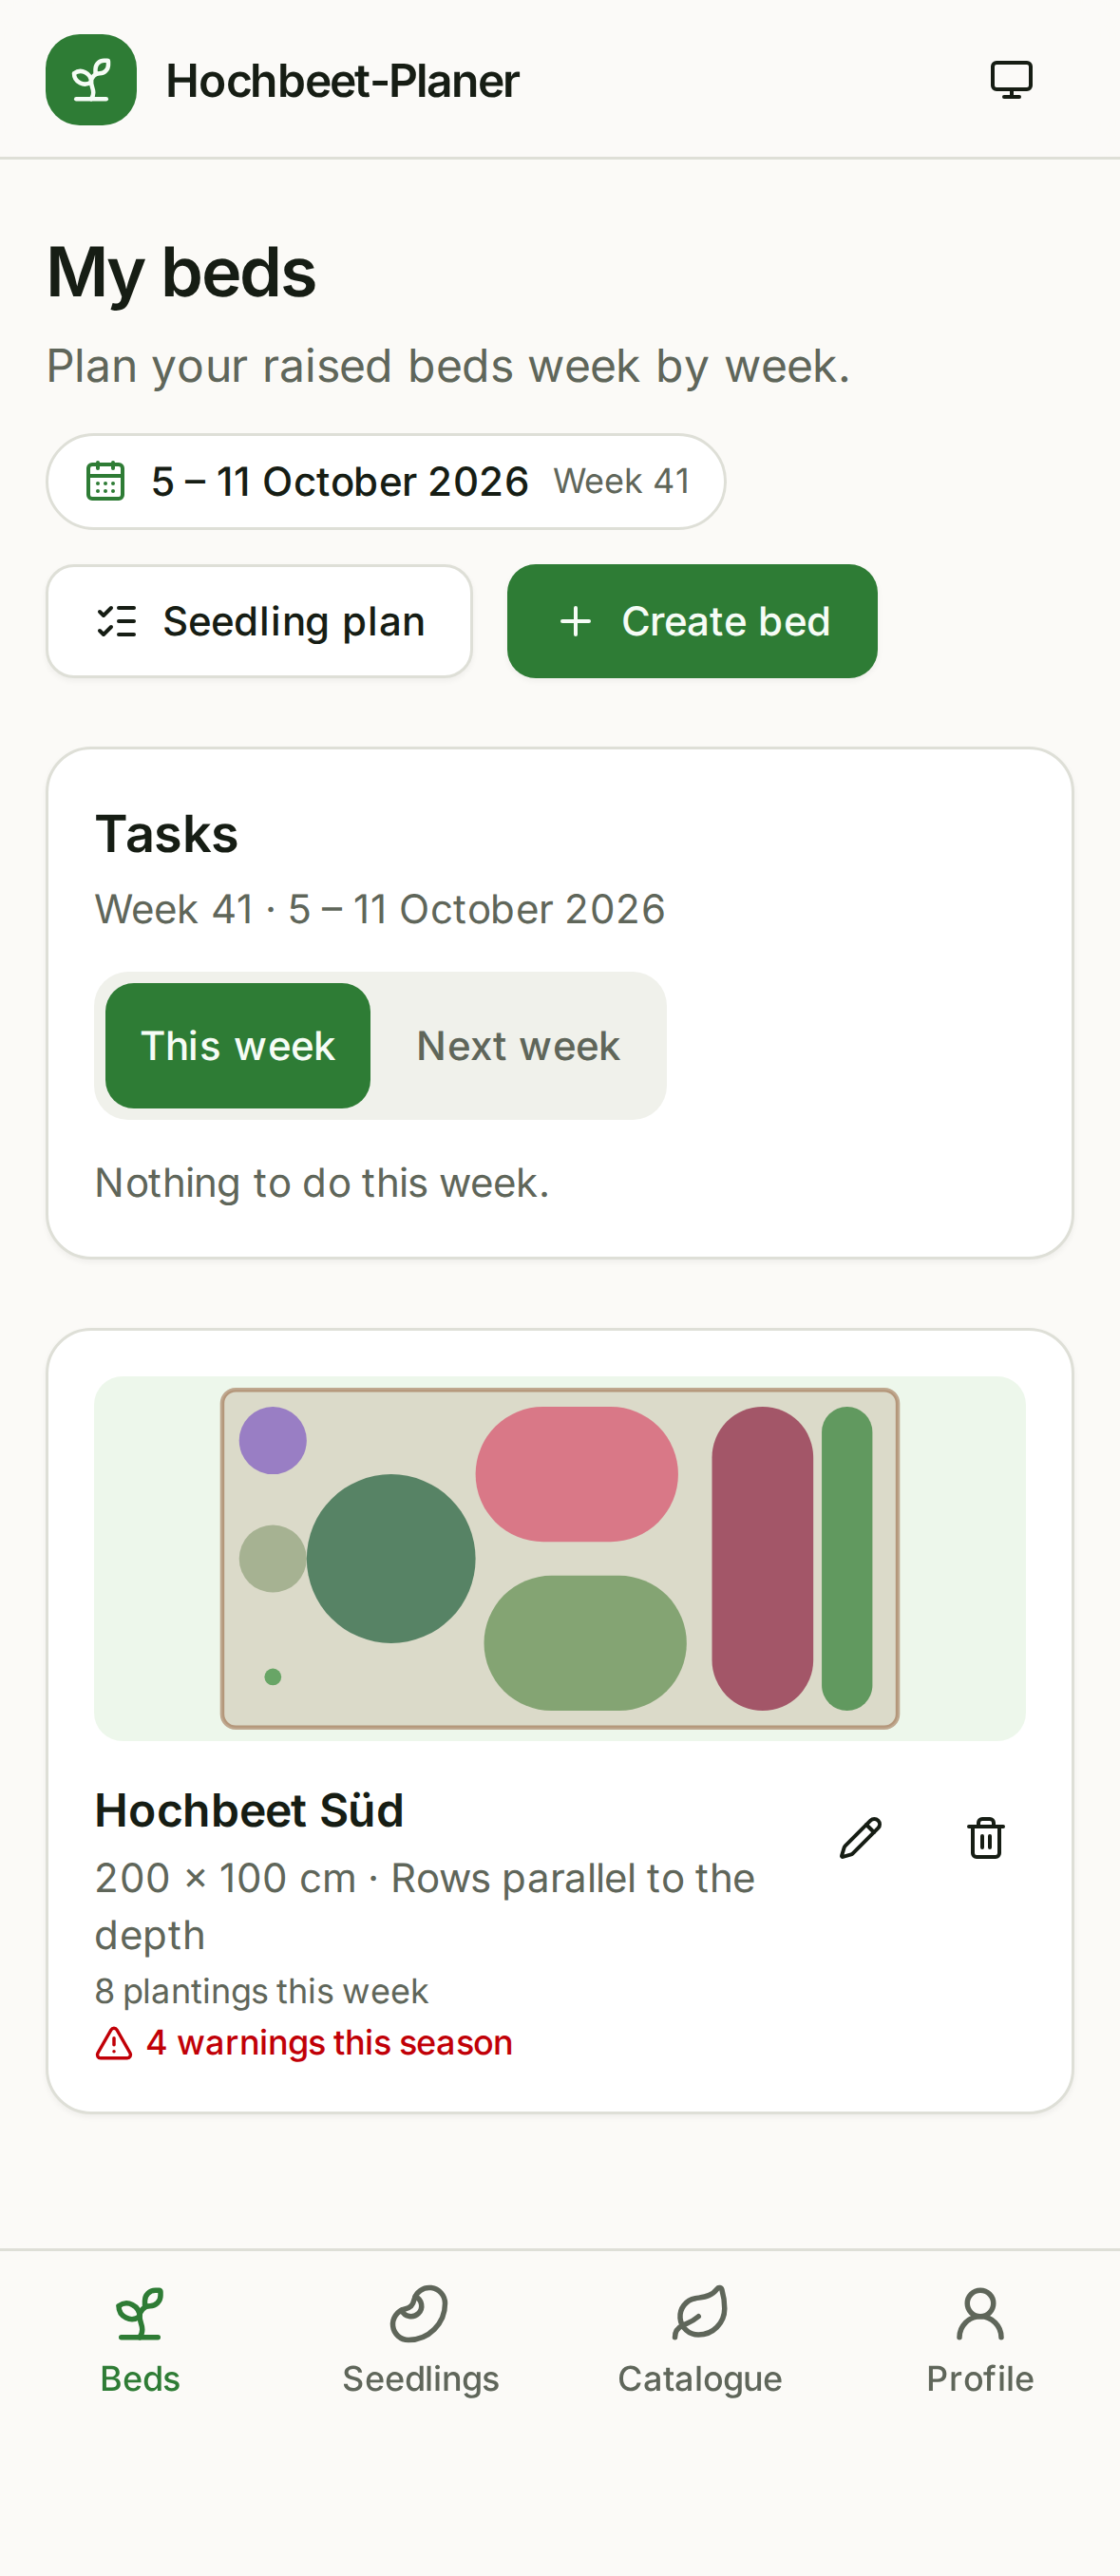 Hochbeet-Planer
My beds
Plan your raised beds week by week.
5 – 11 October 2026 Week 41
Seedling plan
Create bed
Tasks
Week 41 · 5 – 11 October 2026
This week
Next week
Nothing to do this week.
Hochbeet Süd
200 × 100 cm · Rows parallel to the
depth
8 plantings this week
4 warnings this season
Beds
Seedlings
Catalogue
Profile